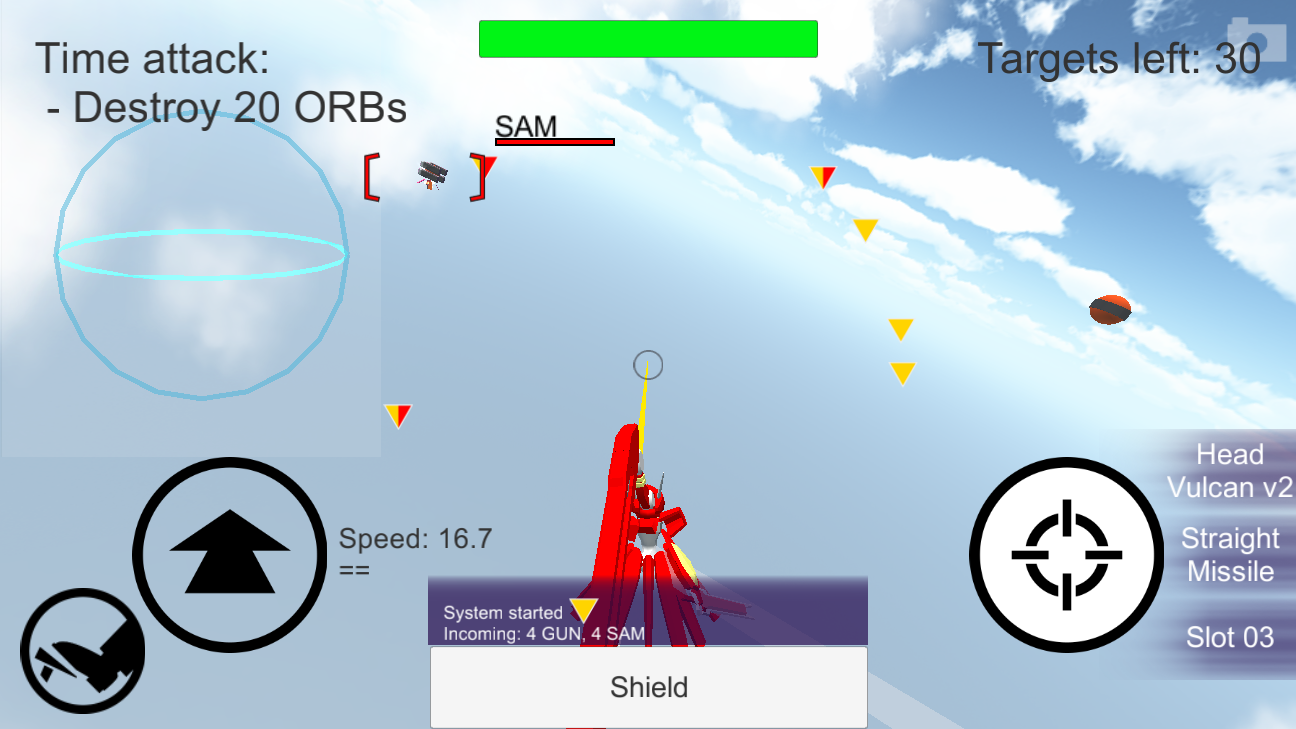 Time attack:
- Destroy 20 ORBs
Targets left: 30
SAM
Head
Vulcan v2
Straight
Missile
Slot 03
Speed: 16.7
==
System started
Incoming: 4 GUN, 4 SAM
Shield